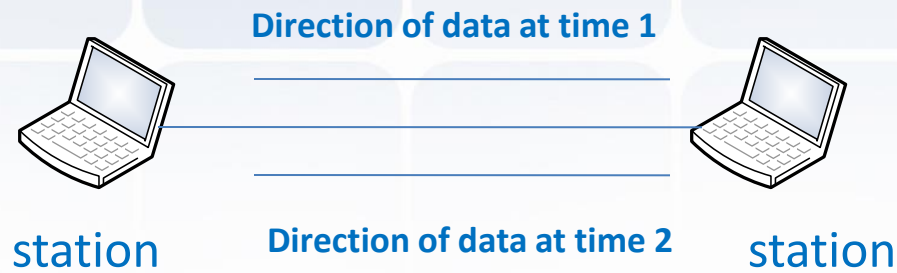 Direction of data at time 1
station
Direction of data at time 2
station